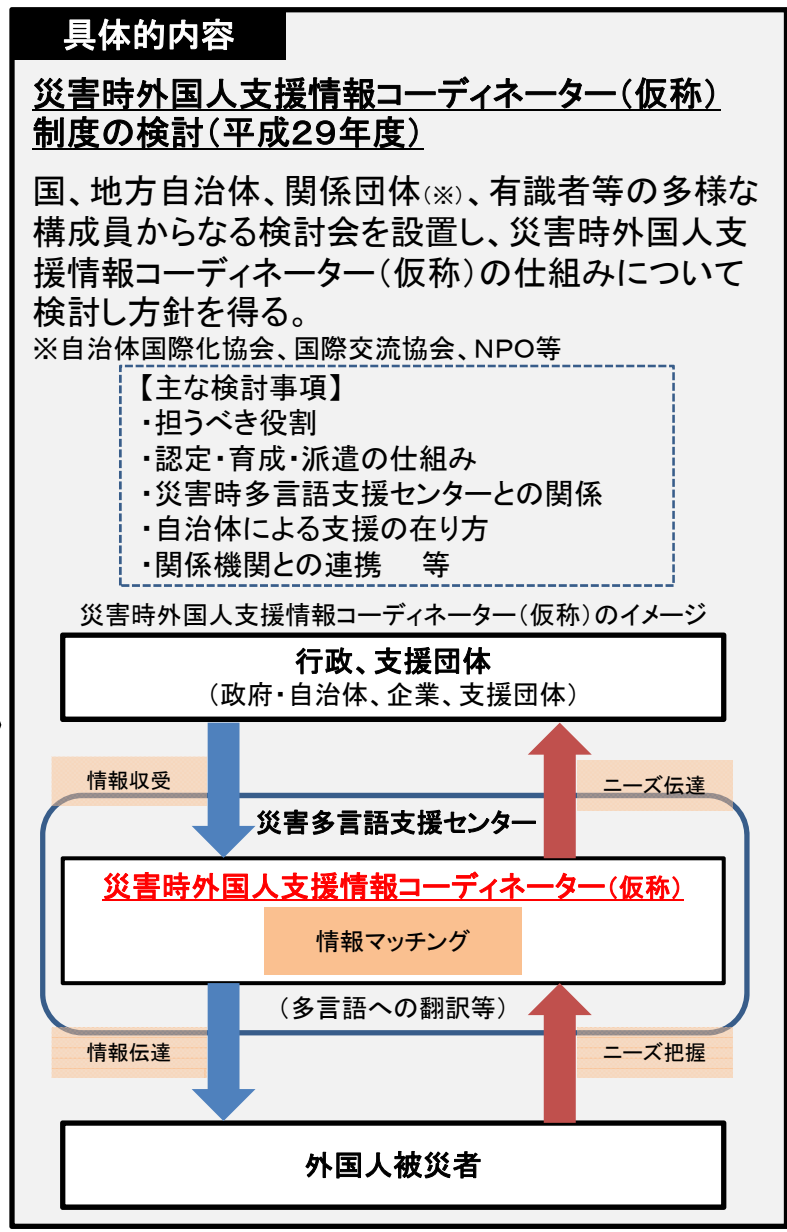 具体的内容
災害時外国人支援情報コーディネーター(仮称)
制度の検討(平成29年度)
国、地方自治体、関係団体(※)、有識者等の多様な
構成員からなる検討会を設置し、災害時外国人支
援情報コーディネーター(仮称)の仕組みについて
検討し方針を得る。
※自治体国際化協会、国際交流協会、NPO等
【主な検討事項】
・担うべき役割
・認定・育成・派遣の仕組み
・災害時多言語支援センターとの関係
・自治体による支援の在り方
・関係機関との連携　等
災害時外国人支援情報コーディネーター(仮称)のイメージ
行政、支援団体
(政府・自治体、企業、支援団体)
情報収受
ニーズ伝達
災害多言語支援センター
災害時外国人支援情報コーディネーター(仮称)
情報マッチング
(多言語への翻訳等)
情報伝達
ニーズ把握
外国人被災者